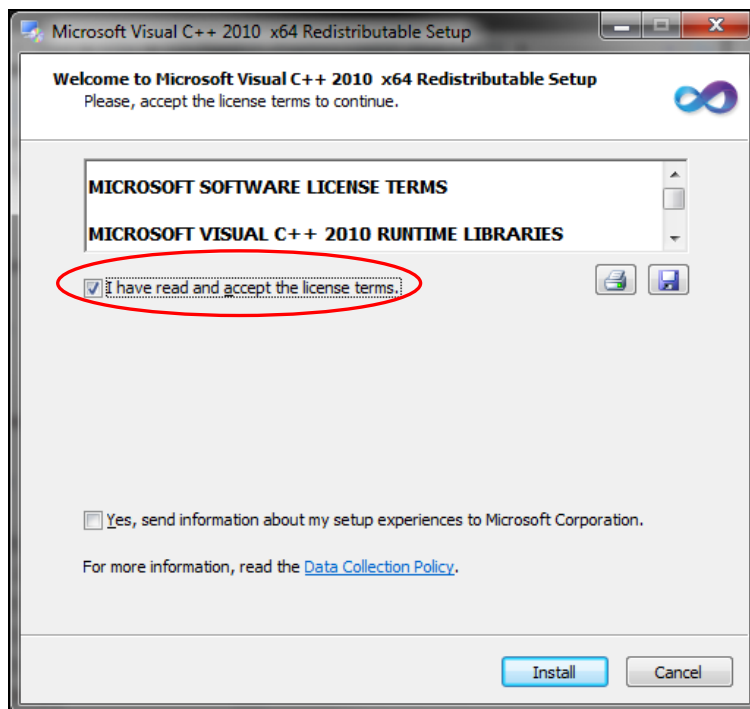 Microsoft Visual C++ 2010  x64 Redistributable Setup
Welcome to Microsoft Visual C++ 2010  x64 Redistributable Setup
Please, accept the license terms to continue.
MICROSOFT SOFTWARE LICENSE TERMS
MICROSOFT VISUAL C++ 2010 RUNTIME LIBRARIES
I have read and accept the license terms.
Yes, send information about my setup experiences to Microsoft Corporation.
For more information, read the Data Collection Policy.
Install
Cancel